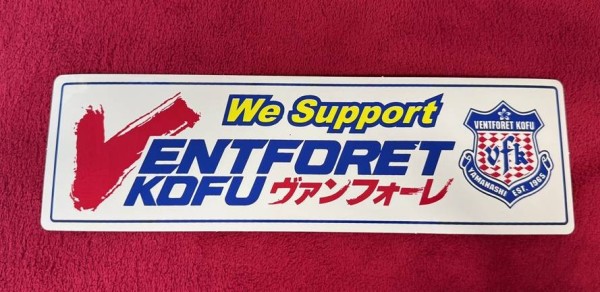 We Support
VENTFORET
KOFU ヴァンフォーレ
VENTFORET KOFU
vfk
YAMANASHI EST. 1965